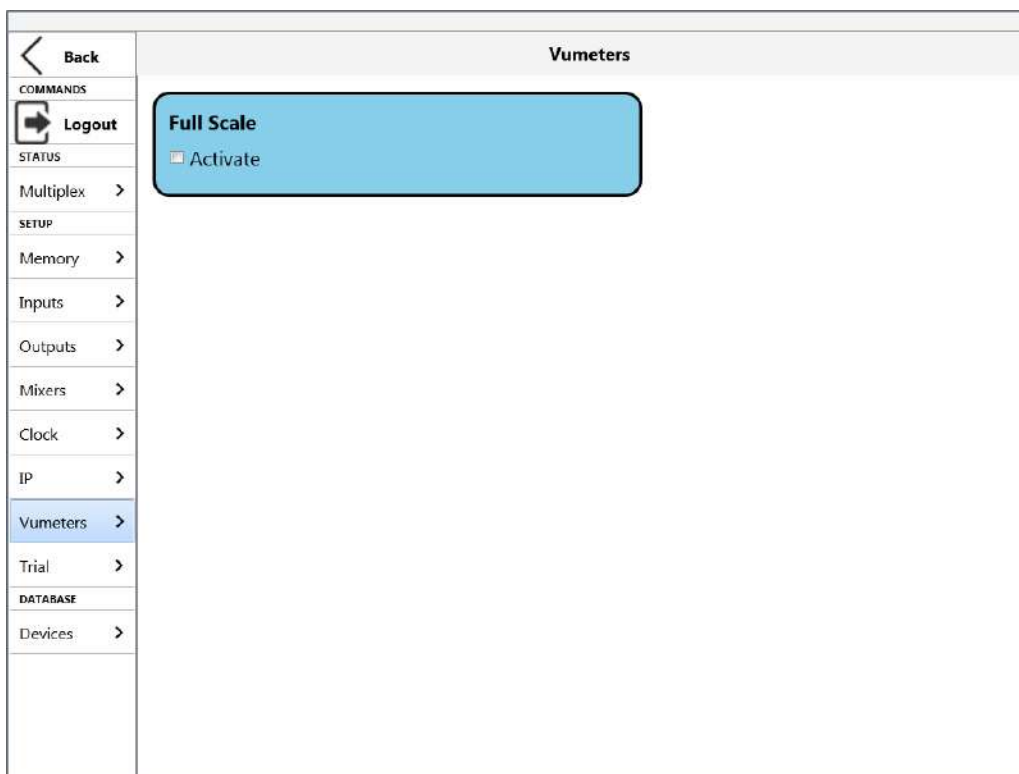 Back
Vumeters
COMMANDS
Logout
STATUS
Multiplex
SETUP
Memory
Inputs
Outputs
Mixers
Clock
IP
Vumeters
Trial
DATABASE
Devices
Full Scale
Activate